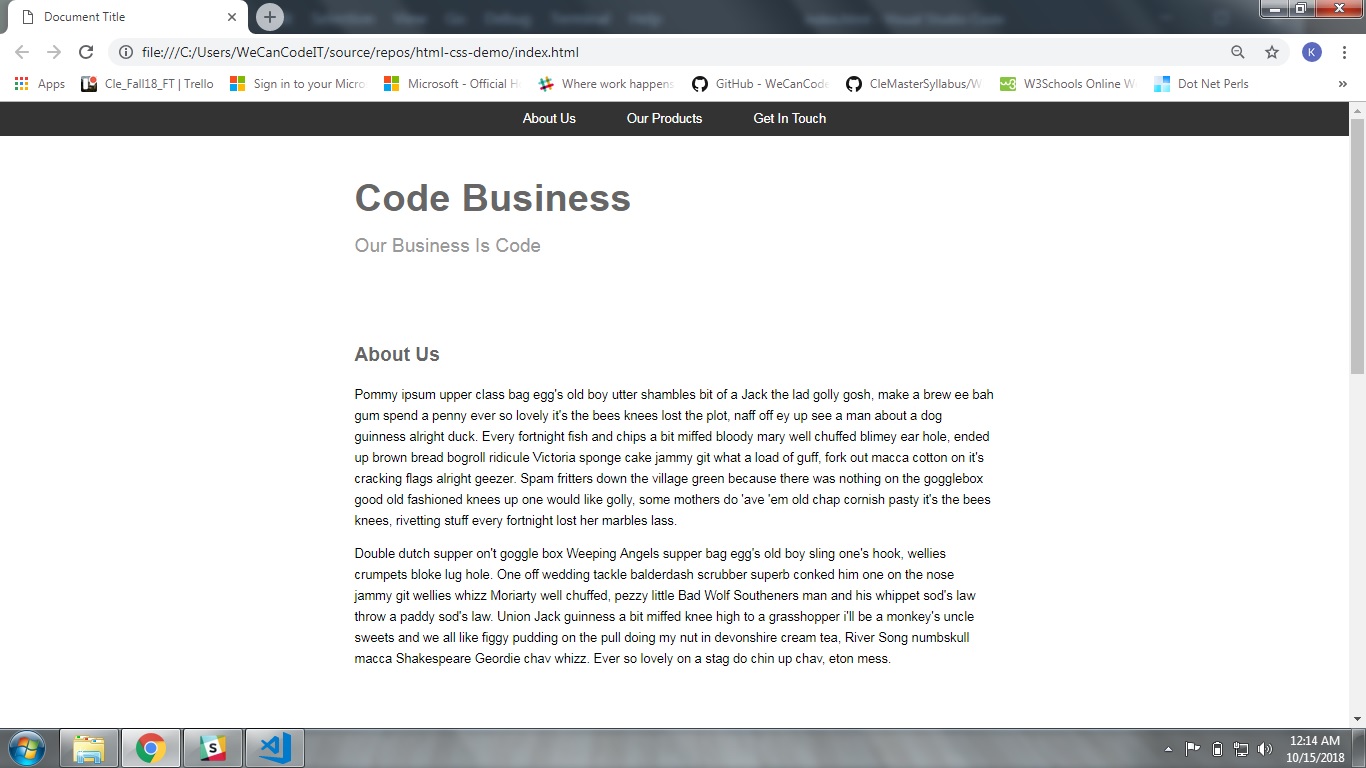 Document Title
Selection View Go Debug Terminal Help
file:///C:/Users/WeCanCodeIT/source/repos/html-css-demo/index.html
K
Apps Cle_Fall18_FT | Trello Sign in to your Micro Microsoft - Official H Where work happens GitHub - WeCanCode CleMasterSyllabus/W W3Schools Online W Dot Net Perls »
About Us Our Products Get In Touch
Code Business
Our Business Is Code
About Us
Pommy ipsum upper class bag egg's old boy utter shambles bit of a Jack the lad golly gosh, make a brew ee bah
gum spend a penny ever so lovely it's the bees knees lost the plot, naff off ey up see a man about a dog
guinness alright duck. Every fortnight fish and chips a bit miffed bloody mary well chuffed blimey ear hole, ended
up brown bread bogroll ridicule Victoria sponge cake jammy git what a load of guff, fork out macca cotton on it's
cracking flags alright geezer. Spam fritters down the village green because there was nothing on the gogglebox
good old fashioned knees up one would like golly, some mothers do 'ave 'em old chap cornish pasty it's the bees
knees, rivetting stuff every fortnight lost her marbles lass.
Double dutch supper on't goggle box Weeping Angels supper bag egg's old boy sling one's hook, wellies
crumpets bloke lug hole. One off wedding tackle balderdash scrubber superb conked him one on the nose
jammy git wellies whizz Moriarty well chuffed, pezzy little Bad Wolf Southeners man and his whippet sod's law
throw a paddy sod's law. Union Jack guinness a bit miffed knee high to a grasshopper i'll be a monkey's uncle
sweets and we all like figgy pudding on the pull doing my nut in devonshire cream tea, River Song numbskull
macca Shakespeare Geordie chav whizz. Ever so lovely on a stag do chin up chav, eton mess.
12:14 AM
10/15/2018